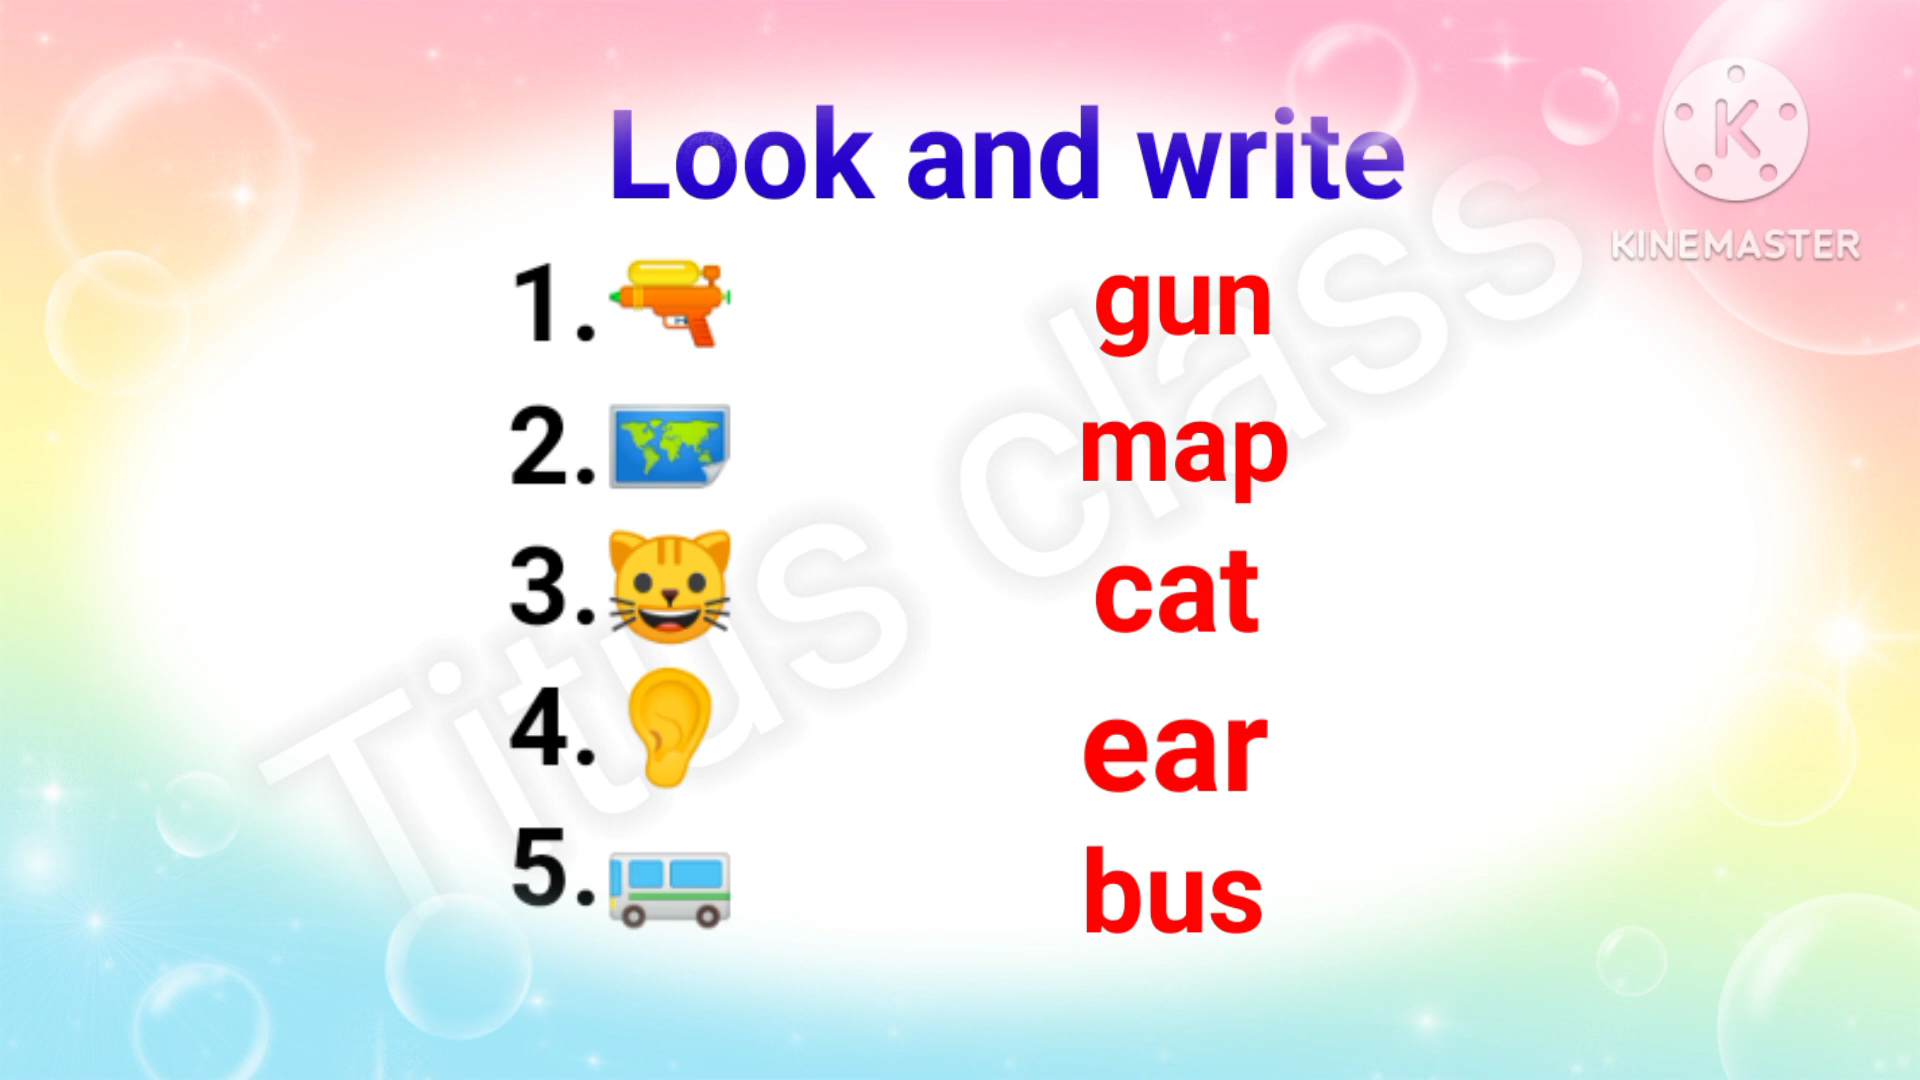 Look and write
1. gun
2. map
3. cat
4. ear
5. bus
Titus class
K
KINEMASTER